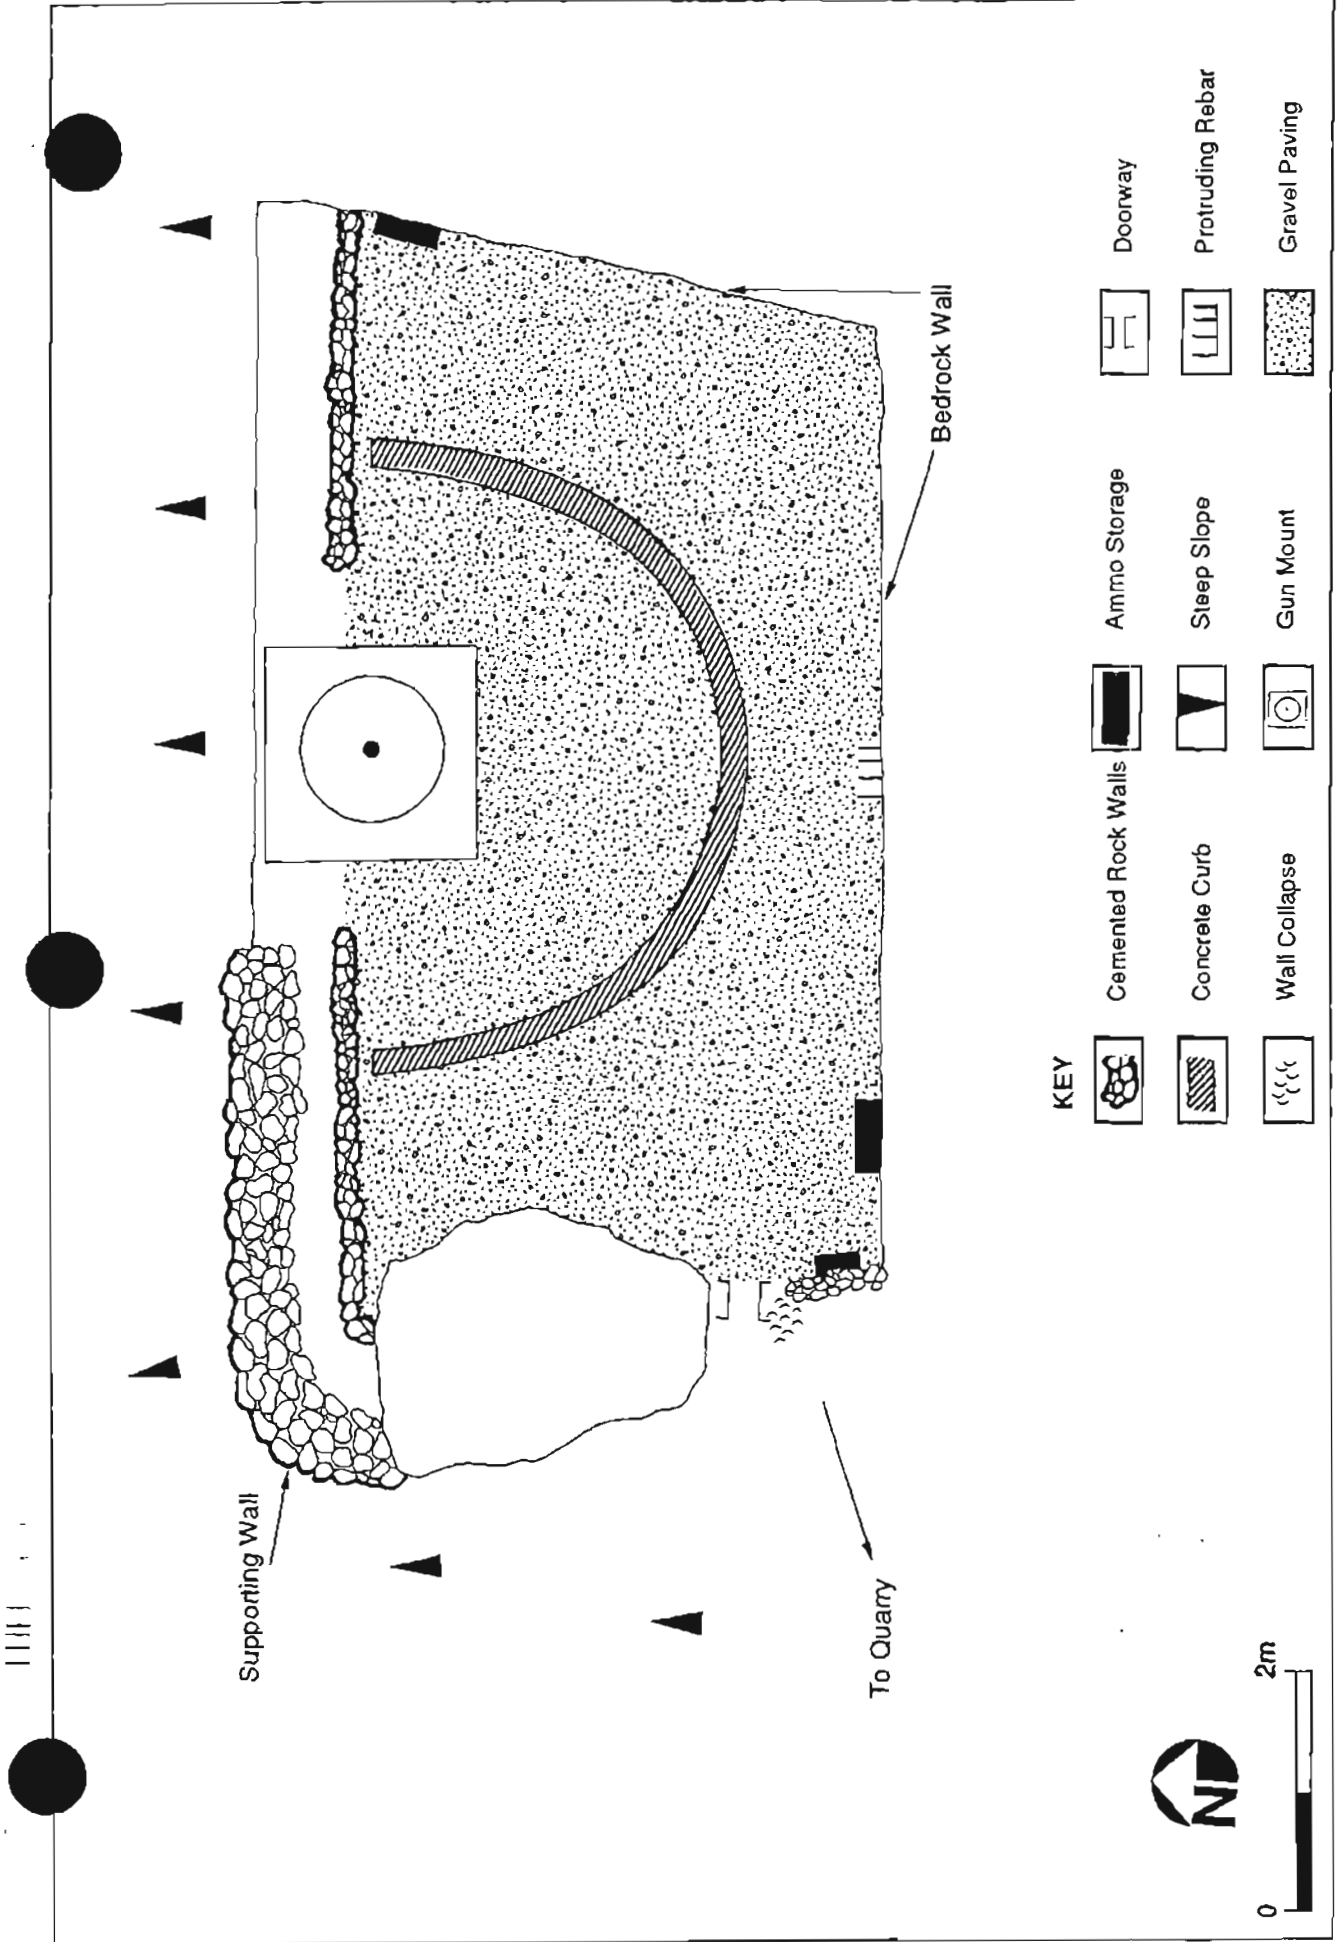 Supporting Wall
Bedrock Wall
To Quarry
KEY
Cemented Rock Walls
Ammo Storage
Doorway
Concrete Curb
Steep Slope
Protruding Rebar
Wall Collapse
Gun Mount
Gravel Paving
N
0 2m